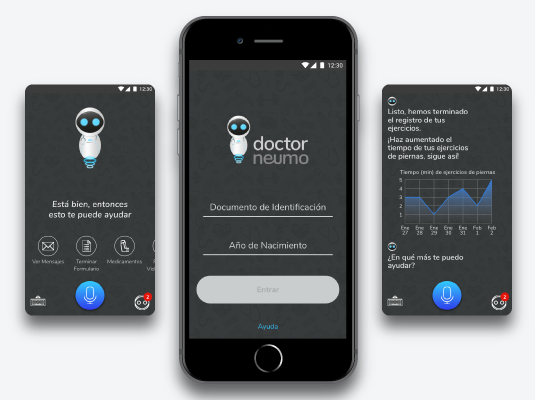 12:30
Está bien, entonces
esto te puede ayudar
Ver Mensajes
Terminar
Formulario
Medicamentos
2
12:30
doctor
neumo
Documento de Identificación
Año de Nacimiento
Entrar
Ayuda
12:30
Listo, hemos terminado
el registro de tus
ejercicios.
¡Haz aumentado el
tiempo de tus ejercicios
de piernas. sigue así!
Tiempo (min) de ejercicios de piernas
5
4
3
2
1
Ene 27 Ene 28 Ene 29 Ene 30 Ene 31 Feb 1 Feb 2
¿En qué más te puedo
ayudar?
2